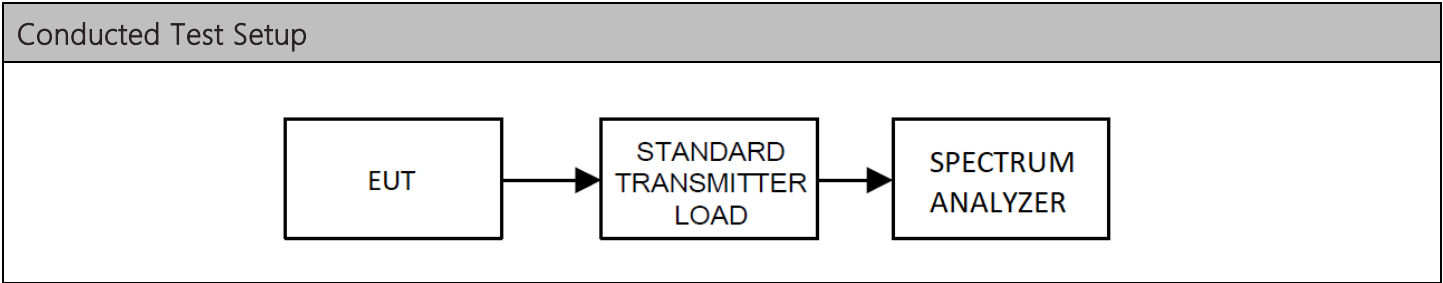 Conducted Test Setup
EUT
STANDARD
TRANSMITTER
LOAD
SPECTRUM
ANALYZER